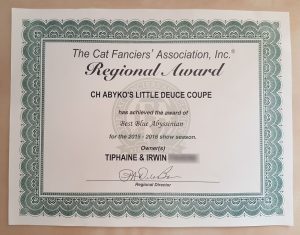 The Cat Fanciers' Association, Inc.®
Regional Award
CH ABYKO'S LITTLE DEUCE COUPE
has achieved the award of
Best Blue Abyssinian
for the 2015 - 2016 show season.
Owner(s)
TIPHAINE & IRWIN
Regional Director